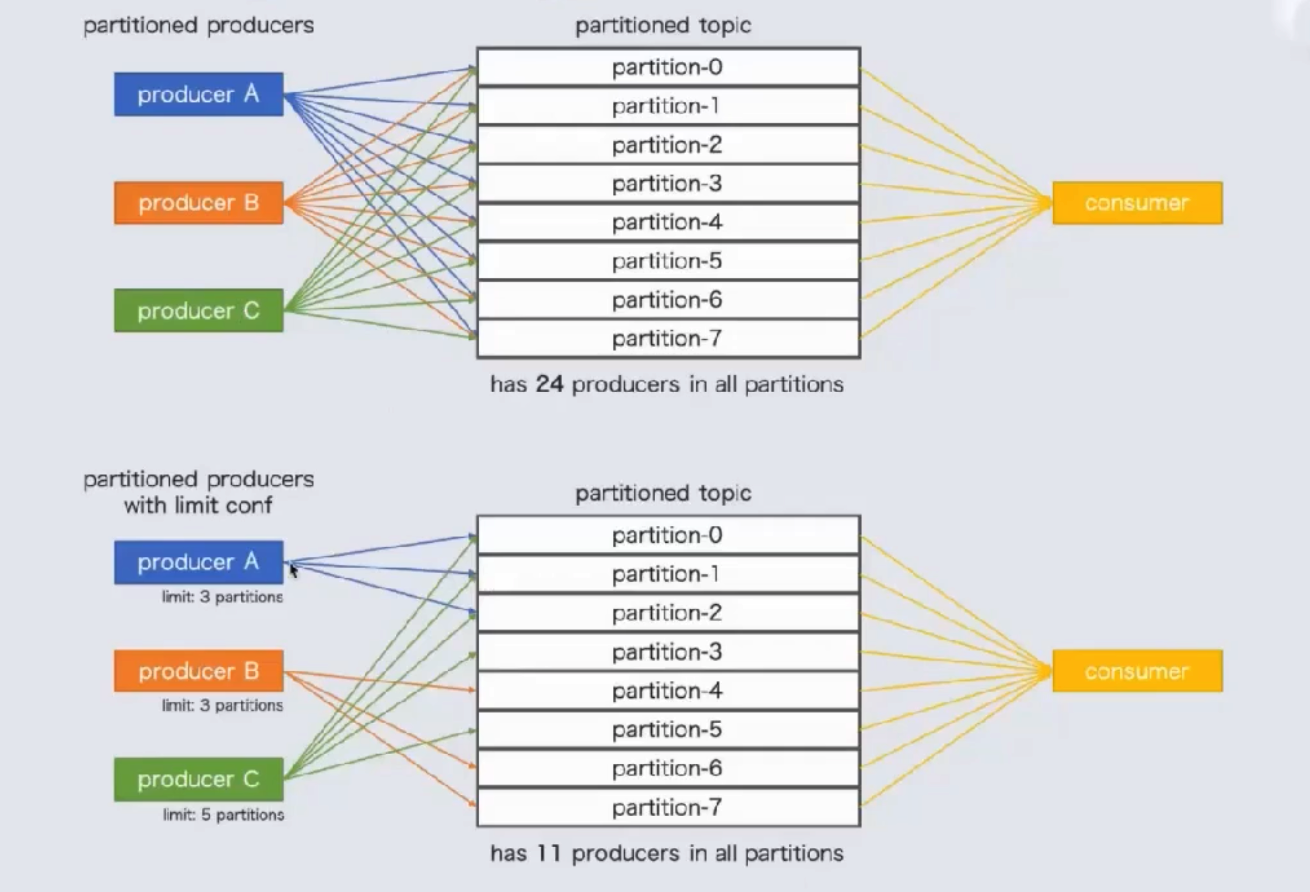 partitioned producers
partitioned topic
producer A
producer B
producer C
partition-0
partition-1
partition-2
partition-3
partition-4
partition-5
partition-6
partition-7
consumer
has 24 producers in all partitions
partitioned producers
with limit conf
partitioned topic
producer A
limit: 3 partitions
producer B
limit: 3 partitions
producer C
limit: 5 partitions
partition-0
partition-1
partition-2
partition-3
partition-4
partition-5
partition-6
partition-7
consumer
has 11 producers in all partitions